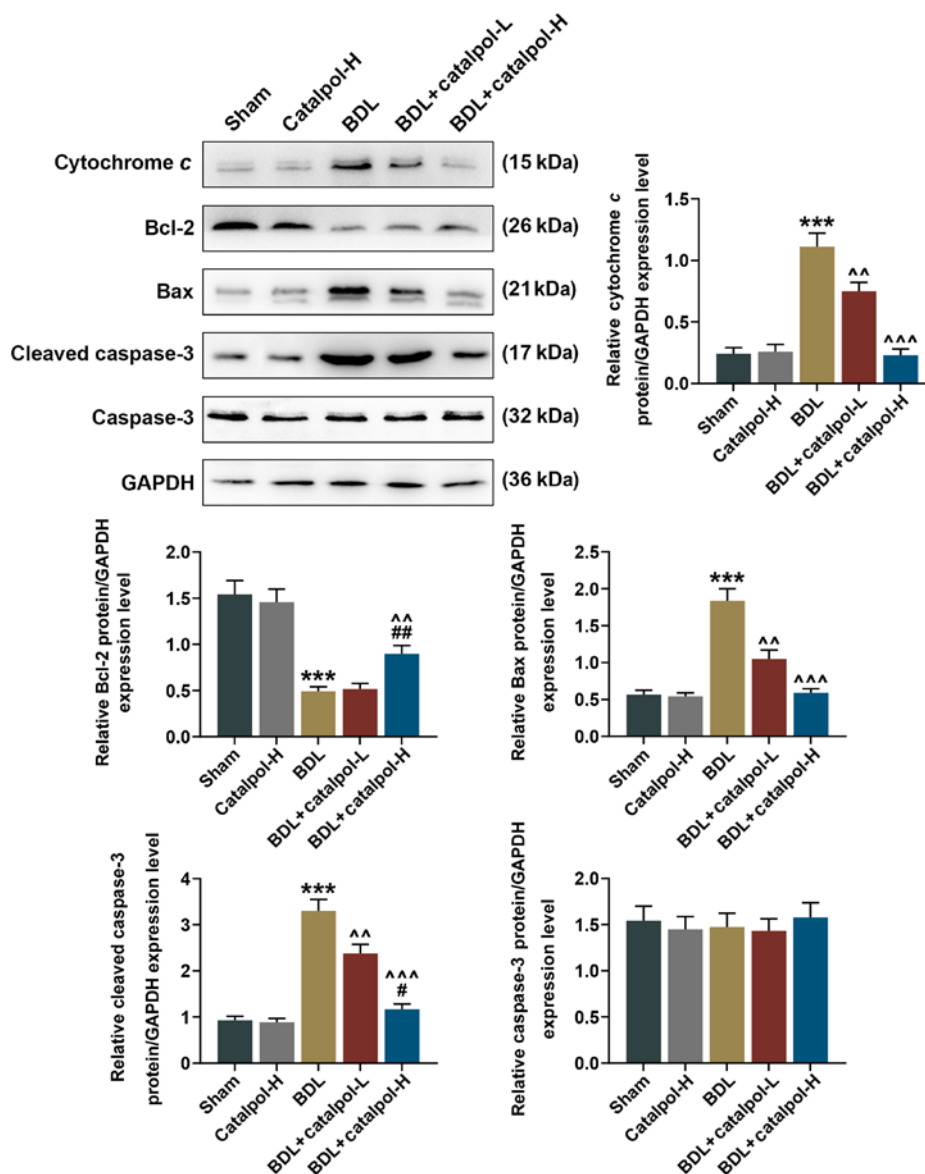 Sham
Catalpol-H
BDL
BDL+catalpol-L
BDL+catalpol-H
Cytochrome c
(15 kDa)
Bcl-2
(26 kDa)
Bax
(21 kDa)
Cleaved caspase-3
(17 kDa)
Caspase-3
(32 kDa)
GAPDH
(36 kDa)
Relative cytochrome c
protein/GAPDH expression level
1.5
1.0
0.5
0.0
***
^^
^^^
Sham
Catalpol-H
BDL
BDL+catalpol-L
BDL+catalpol-H
Relative Bcl-2 protein/GAPDH
expression level
2.0
1.5
1.0
0.5
0.0
***
^^
##
Sham
Catalpol-H
BDL
BDL+catalpol-L
BDL+catalpol-H
Relative Bax protein/GAPDH
expression level
2.5
2.0
1.5
1.0
0.5
0.0
***
^^
^^^
Sham
Catalpol-H
BDL
BDL+catalpol-L
BDL+catalpol-H
Relative cleaved caspase-3
protein/GAPDH expression level
4
3
2
1
0
***
^^
^^^
#
Sham
Catalpol-H
BDL
BDL+catalpol-L
BDL+catalpol-H
Relative caspase-3 protein/GAPDH
expression level
2.0
1.5
1.0
0.5
0.0
Sham
Catalpol-H
BDL
BDL+catalpol-L
BDL+catalpol-H